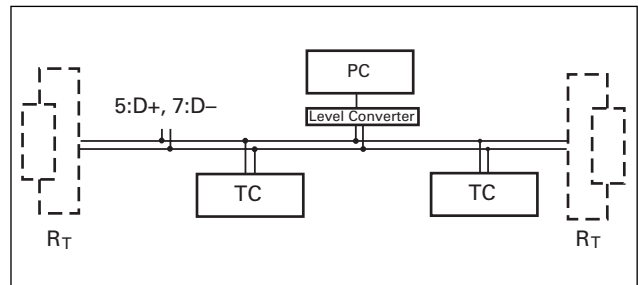 PC
Level Converter
5:D+, 7:D–
TC
TC
RT
RT